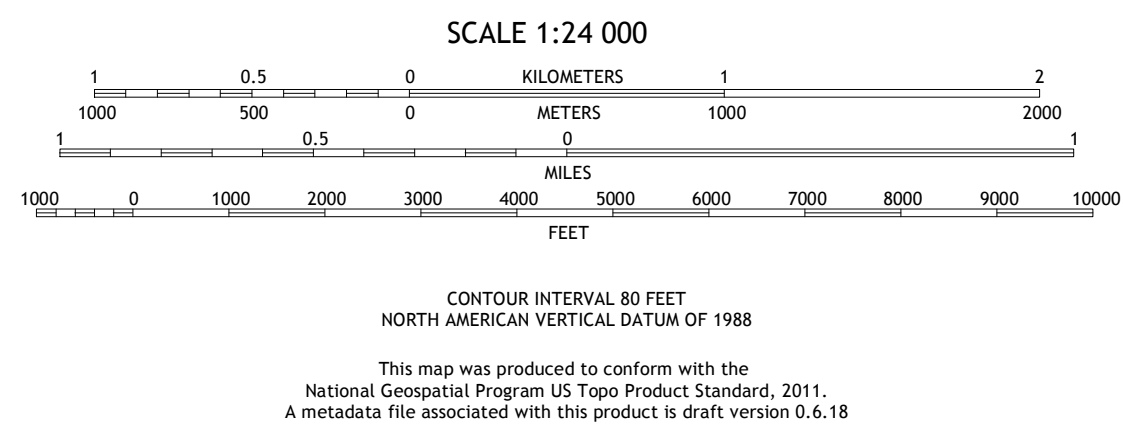 SCALE 1:24 000
1 0.5 0 KILOMETERS 1 2
1000 500 0 METERS 1000 2000
1 0.5 0 1
MILES
1000 0 1000 2000 3000 4000 5000 6000 7000 8000 9000 10000
FEET
CONTOUR INTERVAL 80 FEET
NORTH AMERICAN VERTICAL DATUM OF 1988
This map was produced to conform with the
National Geospatial Program US Topo Product Standard, 2011.
A metadata file associated with this product is draft version 0.6.18